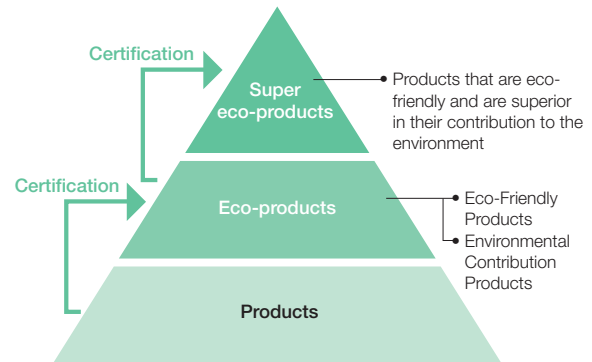 Certification
Super
eco-products
• Products that are eco-
friendly and are superior
in their contribution to the
environment
Certification
Eco-products
• Eco-Friendly
Products
• Environmental
Contribution
Products
Products